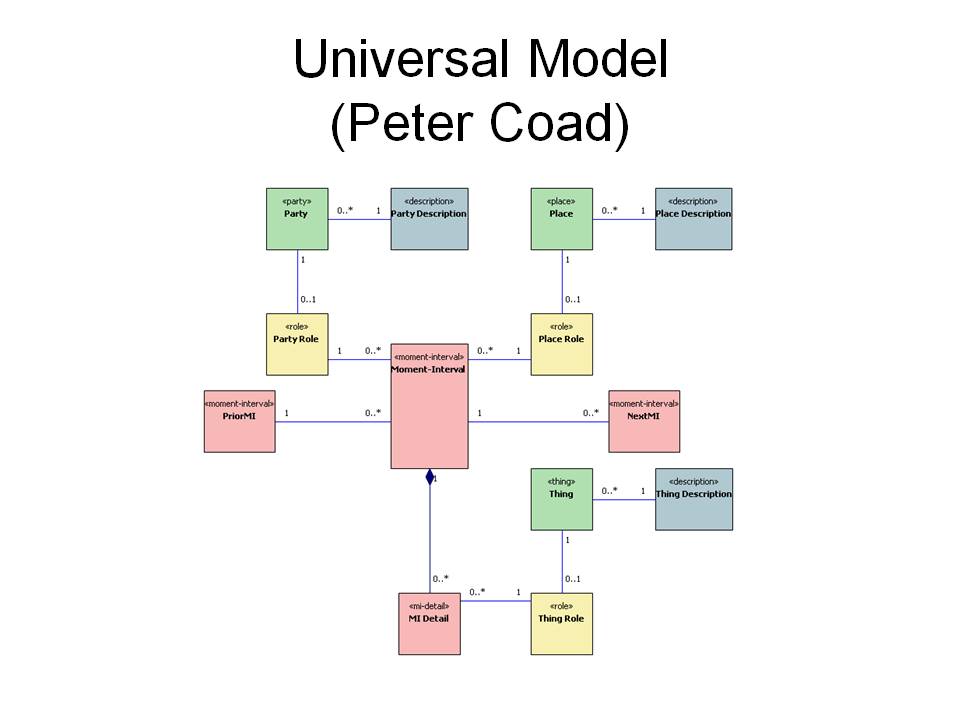 Universal Model
(Peter Coad)
«party»
Party
0..* 1
«description»
Party Description
«place»
Place
0..* 1
«description»
Place Description
1
0..1
1
0..1
«role»
Party Role
1 0..*
«moment-interval»
Moment-Interval
0..* 1
«role»
Place Role
«moment-interval»
PriorMI
1 0..*
1 0..*
«moment-interval»
NextMI
1
0..*
«thing»
Thing
0..* 1
«description»
Thing Description
1
0..1
«mi-detail»
MI Detail
0..* 1
«role»
Thing Role